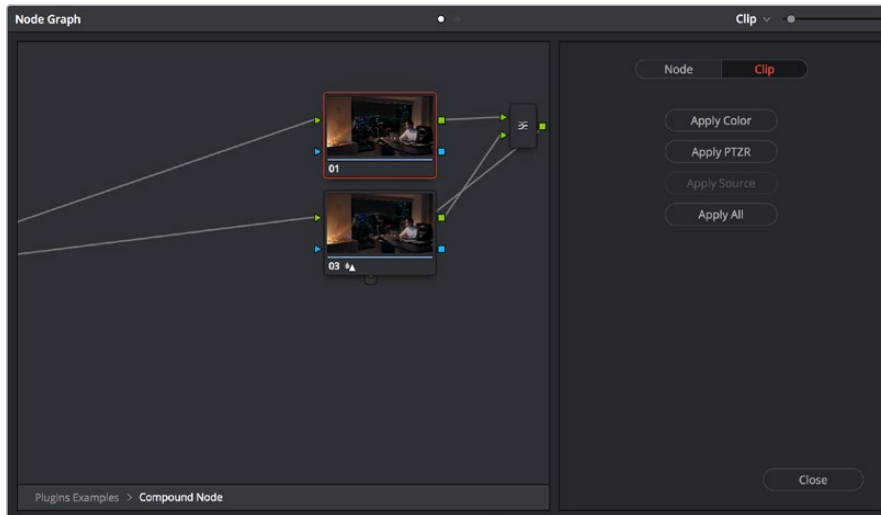 Node Graph
Clip
Node
Clip
Apply Color
Apply PTZR
Apply Source
Apply All
01
03
Close
Plugins Examples > Compound Node